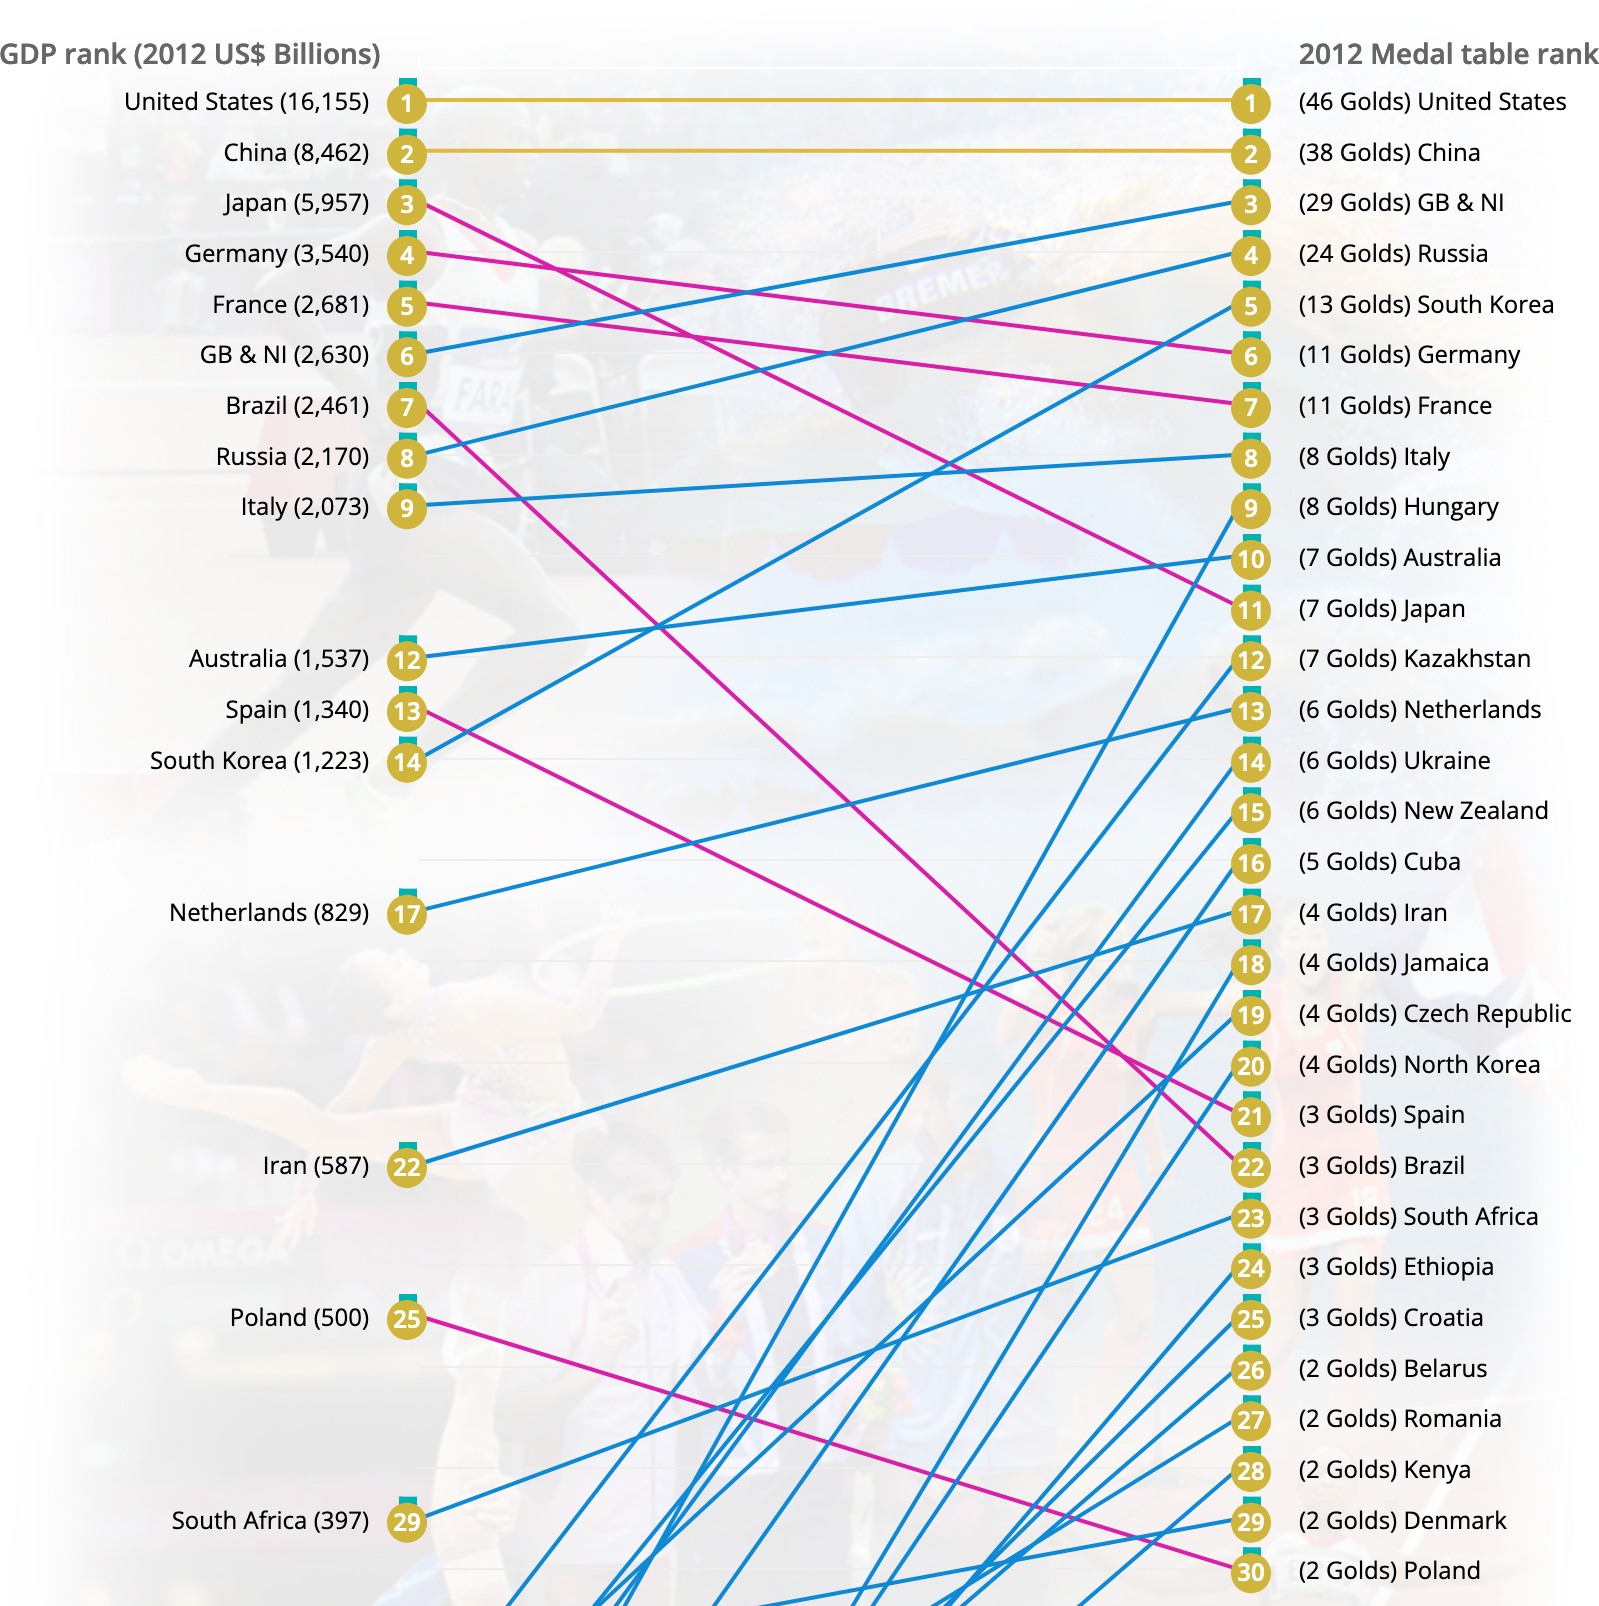 GDP rank (2012 US$ Billions) 2012 Medal table rank
United States (16,155) 1 1 (46 Golds) United States
China (8,462) 2 2 (38 Golds) China
Japan (5,957) 3 3 (29 Golds) GB & NI
Germany (3,540) 4 4 (24 Golds) Russia
France (2,681) 5 5 (13 Golds) South Korea
GB & NI (2,630) 6 6 (11 Golds) Germany
Brazil (2,461) 7 7 (11 Golds) France
Russia (2,170) 8 8 (8 Golds) Italy
Italy (2,073) 9 9 (8 Golds) Hungary
10 (7 Golds) Australia
11 (7 Golds) Japan
Australia (1,537) 12 12 (7 Golds) Kazakhstan
Spain (1,340) 13 13 (6 Golds) Netherlands
South Korea (1,223) 14 14 (6 Golds) Ukraine
15 (6 Golds) New Zealand
16 (5 Golds) Cuba
Netherlands (829) 17 17 (4 Golds) Iran
18 (4 Golds) Jamaica
19 (4 Golds) Czech Republic
20 (4 Golds) North Korea
21 (3 Golds) Spain
Iran (587) 22 22 (3 Golds) Brazil
23 (3 Golds) South Africa
24 (3 Golds) Ethiopia
Poland (500) 25 25 (3 Golds) Croatia
26 (2 Golds) Belarus
27 (2 Golds) Romania
28 (2 Golds) Kenya
South Africa (397) 29 29 (2 Golds) Denmark
30 (2 Golds) Poland
FARA
OMEGA
24
18